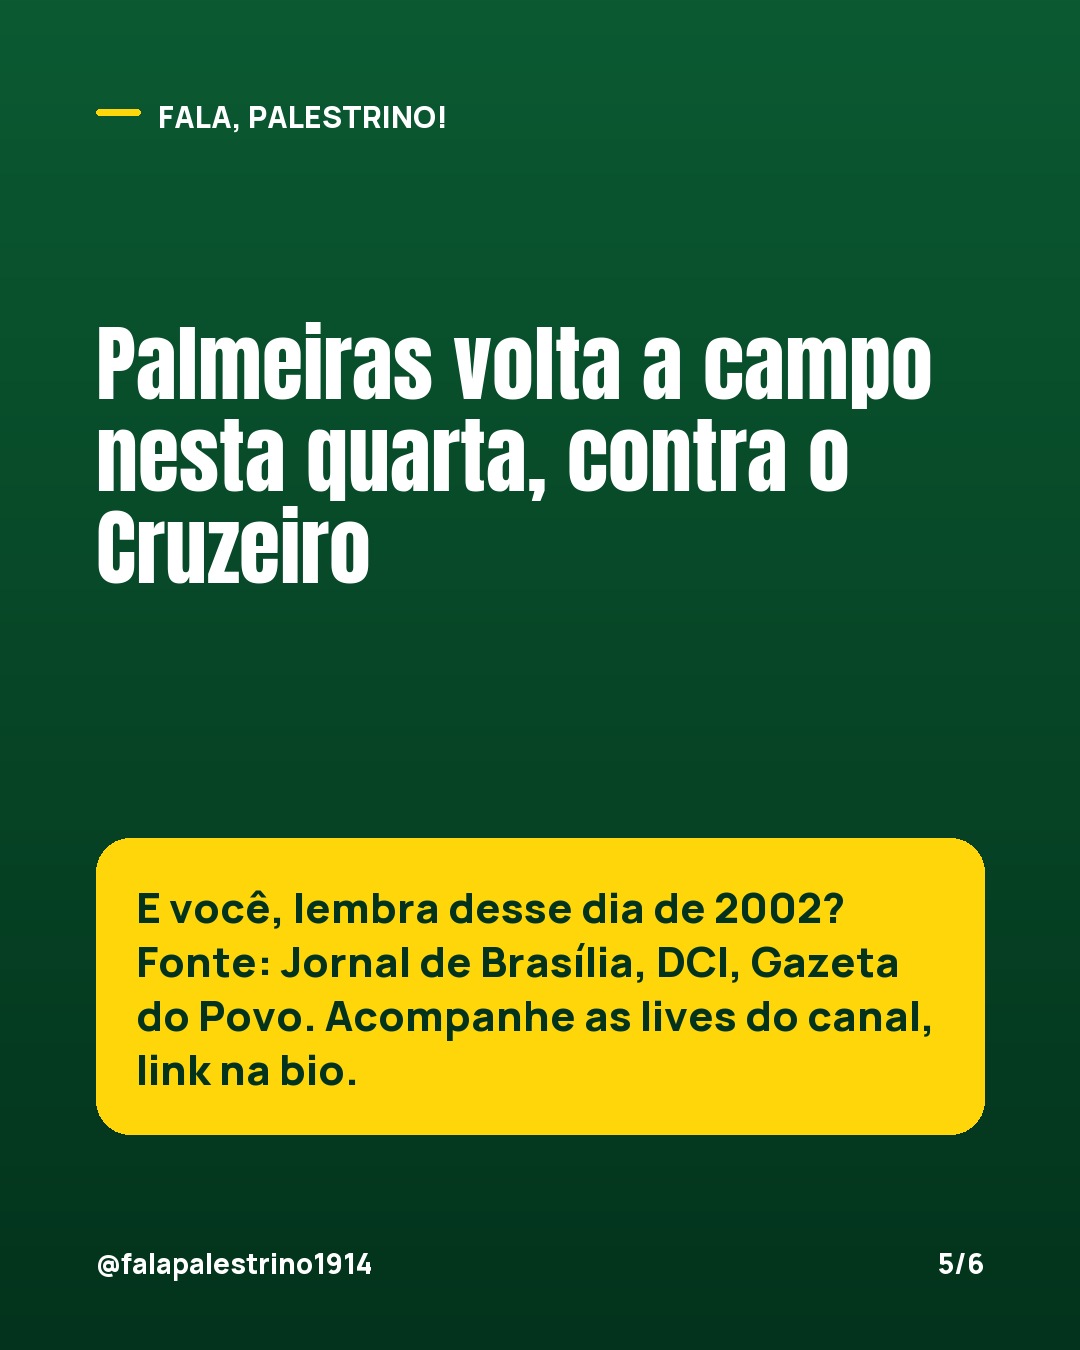 FALA, PALESTRINO!
Palmeiras volta a campo
nesta quarta, contra o
Cruzeiro
E você, lembra desse dia de 2002?
Fonte: Jornal de Brasília, DCI, Gazeta
do Povo. Acompanhe as lives do canal,
link na bio.
@falapalestrino1914
5/6